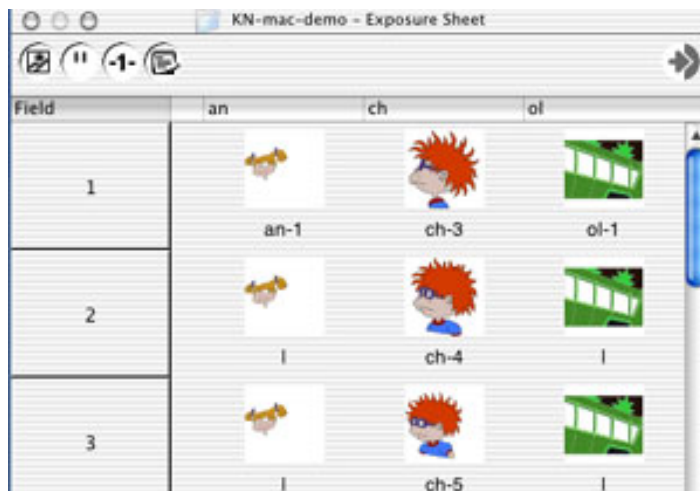 KN-mac-demo - Exposure Sheet
" -1-
Field an ch ol
1
an-1 ch-3 ol-1
2
| ch-4 |
3
| ch-5 |